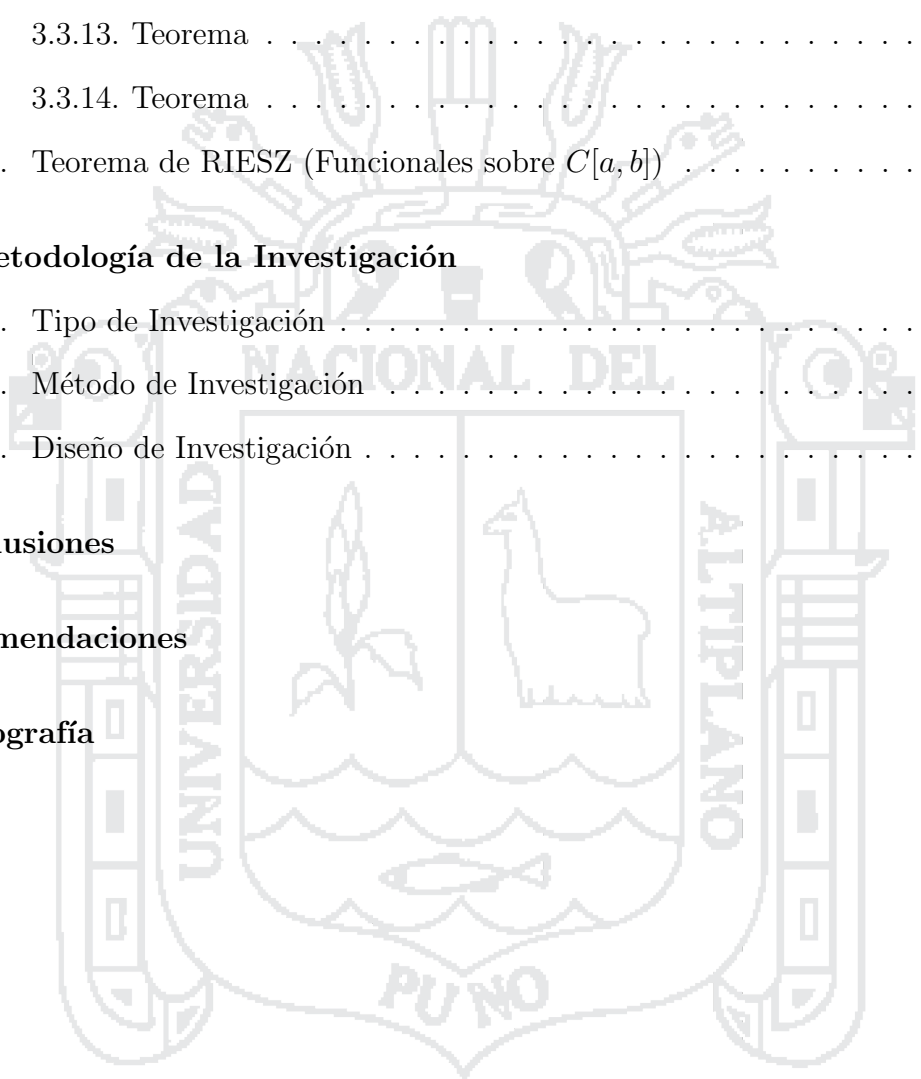 3.3.13. Teorema . . . . . . . . . . . . . . . . . . . . . . . . . . .
3.3.14. Teorema . . . . . . . . . . . . . . . . . . . . . . . . . . .
. Teorema de RIESZ (Funcionales sobre C[a, b]) . . . . . . . . . .
etodología de la Investigación
. Tipo de Investigación . . . . . . . . . . . . . . . . . . . . . . . .
. Método de Investigación . . . . . . . . . . . . . . . . . . . . . .
. Diseño de Investigación . . . . . . . . . . . . . . . . . . . . . . .
lusiones
mendaciones
ografía
NACIONAL DEL
UNIVERSIDAD
ALTIPLANO
PUNO